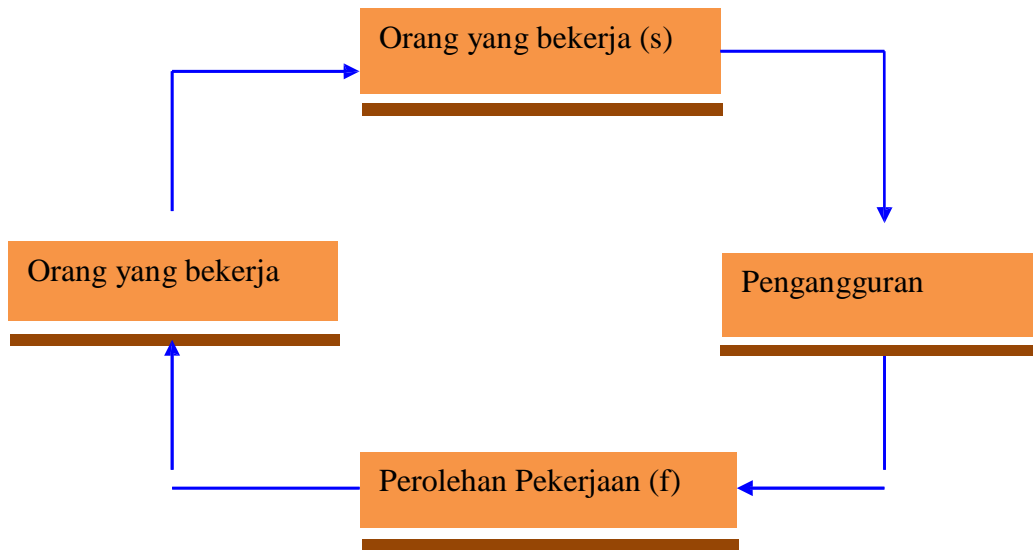 Orang yang bekerja (s)
Orang yang bekerja
Pengangguran
Perolehan Pekerjaan (f)